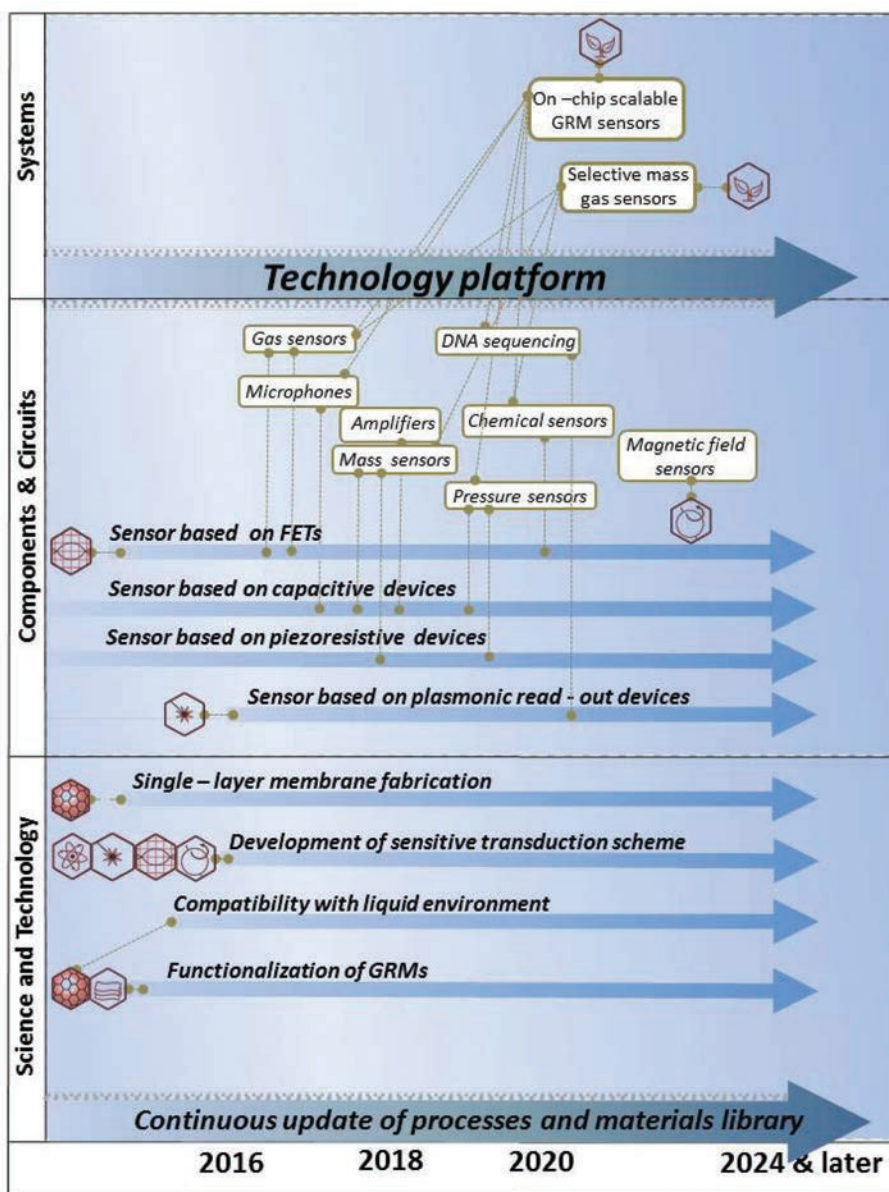 Systems
On –chip scalable
GRM sensors
Selective mass
gas sensors
Technology platform
Components & Circuits
Gas sensors
DNA sequencing
Microphones
Amplifiers
Chemical sensors
Mass sensors
Magnetic field
sensors
Pressure sensors
Sensor based on FETs
Sensor based on capacitive devices
Sensor based on piezoresistive devices
Sensor based on plasmonic read - out devices
Science and Technology
Single – layer membrane fabrication
Development of sensitive transduction scheme
Compatibility with liquid environment
Functionalization of GRMs
Continuous update of processes and materials library
2016 2018 2020 2024 & later